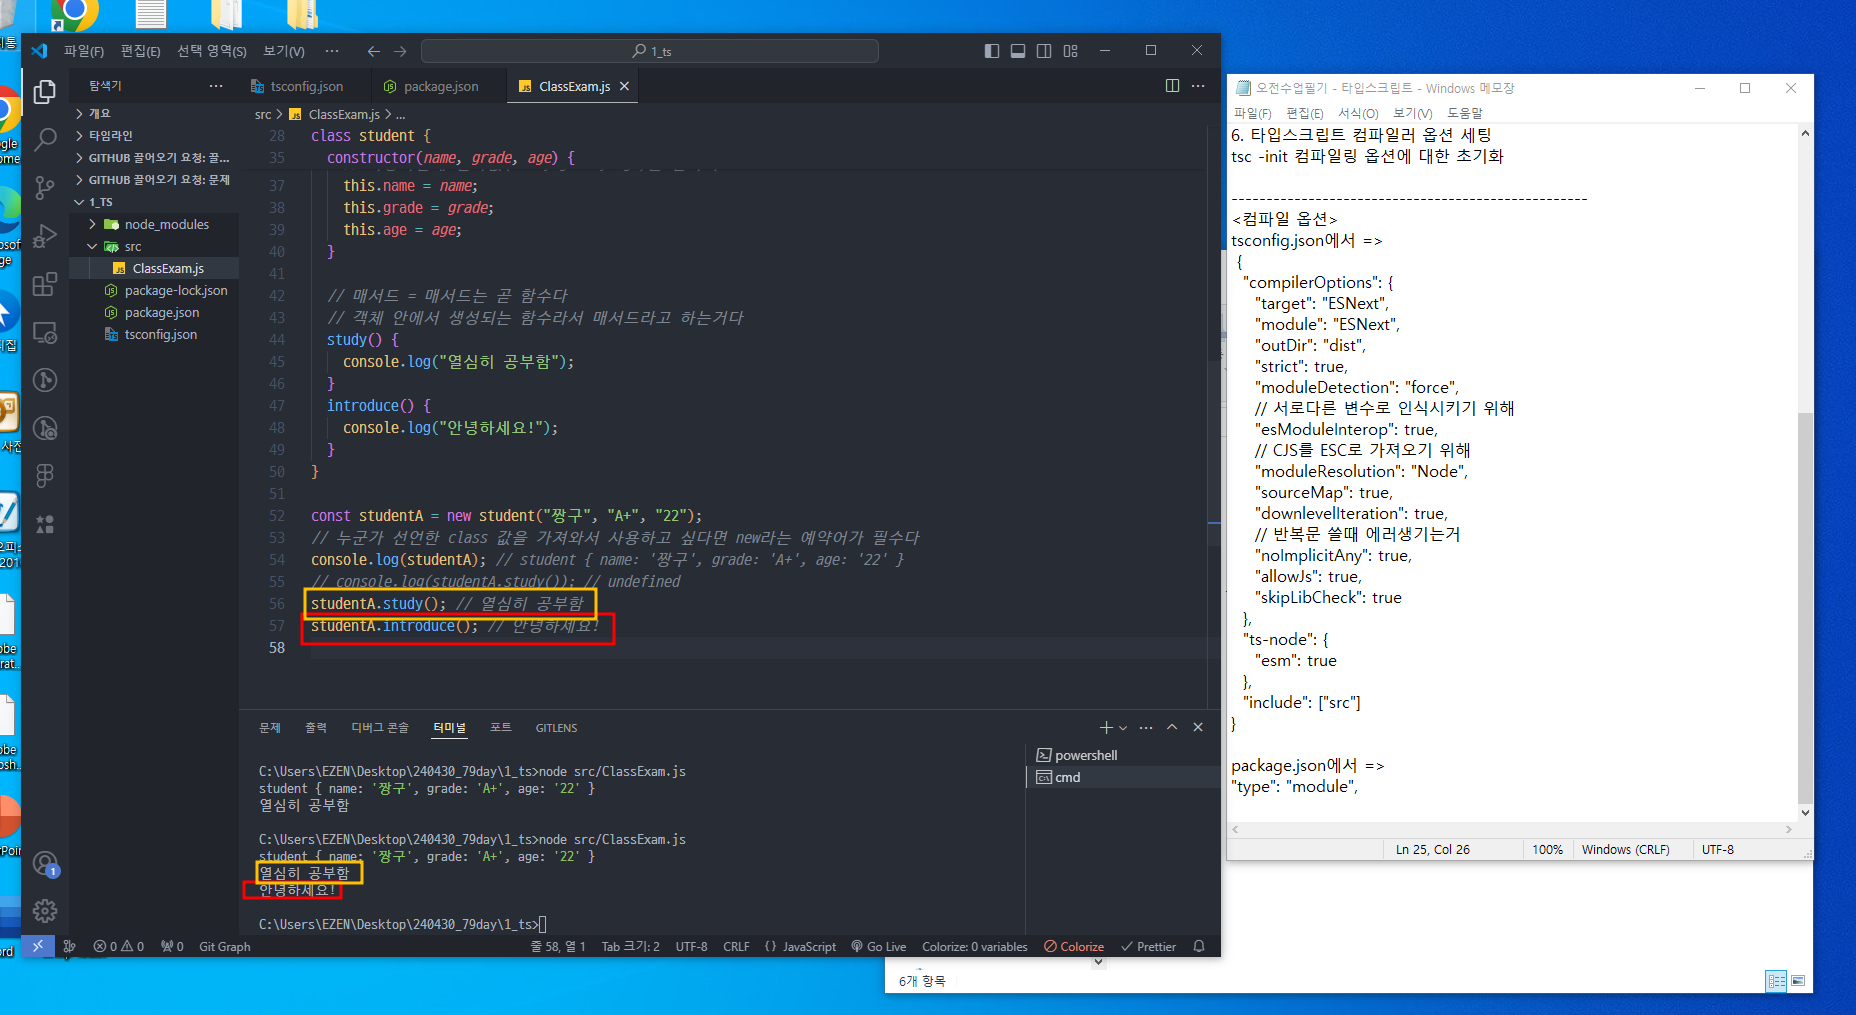 파일(F) 편집(E) 선택 영역(S) 보기(V) ··· 1_ts
탐색기 ···
tsconfig.json package.json ClassExam.js
src > ClassExam.js > ...
개요
타임라인
GITHUB 끌어오기 요청: 끌...
GITHUB 끌어오기 요청: 문제
1_TS
node_modules
src
ClassExam.js
package-lock.json
package.json
tsconfig.json
28 class student {
35 constructor(name, grade, age) {
37 this.name = name;
38 this.grade = grade;
39 this.age = age;
40 }
41
42 // 매서드 = 매서드는 곧 함수다
43 // 객체 안에서 생성되는 함수라서 매서드라고 하는거다
44 study() {
45 console.log("열심히 공부함");
46 }
47 introduce() {
48 console.log("안녕하세요!");
49 }
50 }
51
52 const studentA = new student("짱구", "A+", "22");
53 // 누군가 선언한 class 값을 가져와서 사용하고 싶다면 new라는 예약어가 필수다
54 console.log(studentA); // student { name: '짱구', grade: 'A+', age: '22' }
55 // console.log(studentA.study()); // undefined
56 studentA.study(); // 열심히 공부함
57 studentA.introduce(); // 안녕하세요!
58
문제 출력 디버그 콘솔 터미널 포트 GITLENS
powershell
cmd
C:\Users\EZEN\Desktop\240430_79day\1_ts>node src/ClassExam.js
student { name: '짱구', grade: 'A+', age: '22' }
열심히 공부함
C:\Users\EZEN\Desktop\240430_79day\1_ts>node src/ClassExam.js
student { name: '짱구', grade: 'A+', age: '22' }
열심히 공부함
안녕하세요!
C:\Users\EZEN\Desktop\240430_79day\1_ts>
1
0 0 0 Git Graph 줄 58, 열 1 Tab 크기: 2 UTF-8 CRLF {} JavaScript Go Live Colorize: 0 variables Colorize Prettier
오전수업필기 - 타입스크립트 - Windows 메모장
파일(F) 편집(E) 서식(O) 보기(V) 도움말
6. 타입스크립트 컴파일러 옵션 세팅
tsc -init 컴파일링 옵션에 대한 초기화
---------------------------------------------------
<컴파일 옵션>
tsconfig.json에서 =>
{
"compilerOptions": {
"target": "ESNext",
"module": "ESNext",
"outDir": "dist",
"strict": true,
"moduleDetection": "force",
// 서로다른 변수로 인식시키기 위해
"esModuleInterop": true,
// CJS를 ESC로 가져오기 위해
"moduleResolution": "Node",
"sourceMap": true,
"downlevelIteration": true,
// 반복문 쓸때 에러생기는거
"noImplicitAny": true,
"allowJs": true,
"skipLibCheck": true
},
"ts-node": {
"esm": true
},
"include": ["src"]
}
package.json에서 =>
"type": "module",
Ln 25, Col 26 100% Windows (CRLF) UTF-8
6개 항목